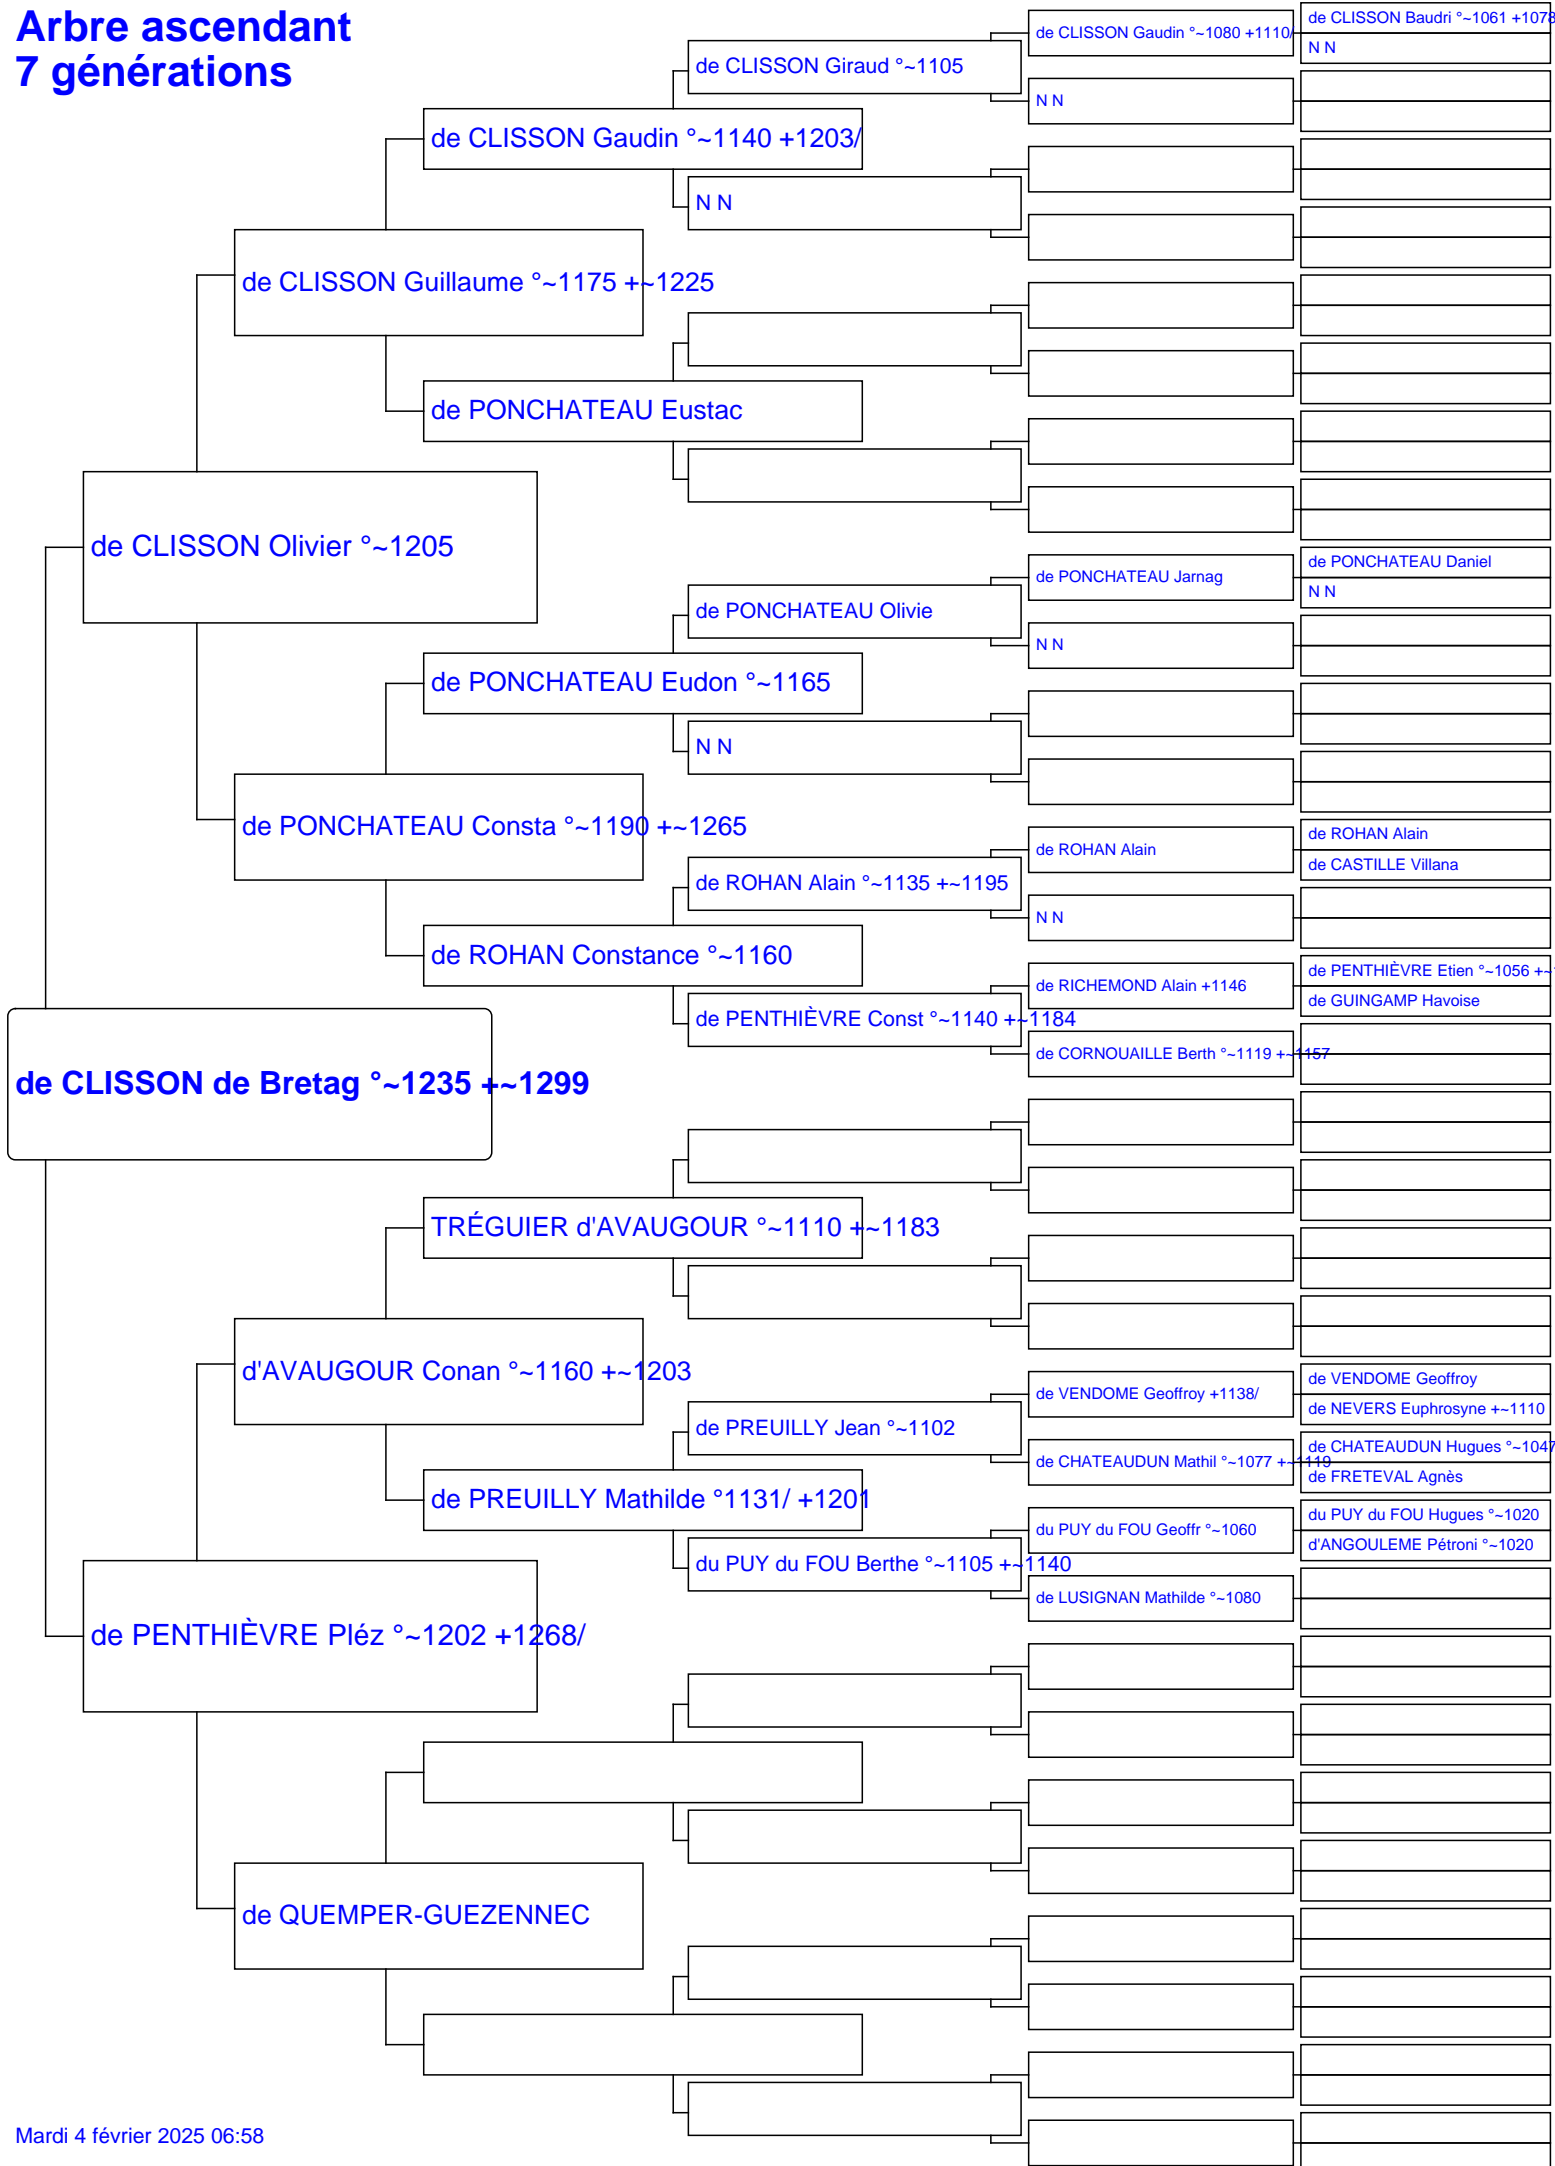 Arbre ascendant
7 générations
de CLISSON Baudri °~1061 +1078
de CLISSON Gaudin °~1080 +1110/
N N
de CLISSON Giraud °~1105
N N
de CLISSON Gaudin °~1140 +1203/
N N
de CLISSON Guillaume °~1175 +~1225
de PONCHATEAU Eustac
de CLISSON Olivier °~1205
de PONCHATEAU Daniel
de PONCHATEAU Jarnag
N N
de PONCHATEAU Olivie
N N
de PONCHATEAU Eudon °~1165
N N
de PONCHATEAU Consta °~1190 +~1265
de ROHAN Alain
de ROHAN Alain
de CASTILLE Villana
de ROHAN Alain °~1135 +~1195
N N
de ROHAN Constance °~1160
de PENTHIÈVRE Etien °~1056 +~
de RICHEMOND Alain +1146
de GUINGAMP Havoise
de PENTHIÈVRE Const °~1140 +~1184
de CORNOUAILLE Berth °~1119 +~1157
de CLISSON de Bretag °~1235 +~1299
TRÉGUIER d'AVAUGOUR °~1110 +~1183
d'AVAUGOUR Conan °~1160 +~1203
de VENDOME Geoffroy
de VENDOME Geoffroy +1138/
de NEVERS Euphrosyne +~1110
de PREUILLY Jean °~1102
de CHATEAUDUN Hugues °~1047
de CHATEAUDUN Mathil °~1077 +~1119
de FRETEVAL Agnès
de PREUILLY Mathilde °1131/ +1201
du PUY du FOU Hugues °~1020
du PUY du FOU Geoffr °~1060
d'ANGOULEME Pétroni °~1020
du PUY du FOU Berthe °~1105 +~1140
de LUSIGNAN Mathilde °~1080
de PENTHIÈVRE Pléz °~1202 +1268/
de QUEMPER-GUEZENNEC
Mardi 4 février 2025 06:58